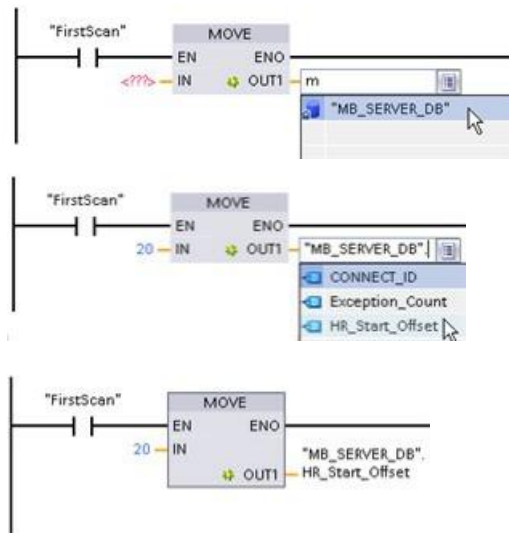 "FirstScan"
MOVE
EN ENO
<???> IN OUT1 m
"MB_SERVER_DB"
"FirstScan"
MOVE
EN ENO
20 IN OUT1 "MB_SERVER_DB".
CONNECT_ID
Exception_Count
HR_Start_Offset
"FirstScan"
MOVE
EN ENO
20 IN
"MB_SERVER_DB".
OUT1 HR_Start_Offset